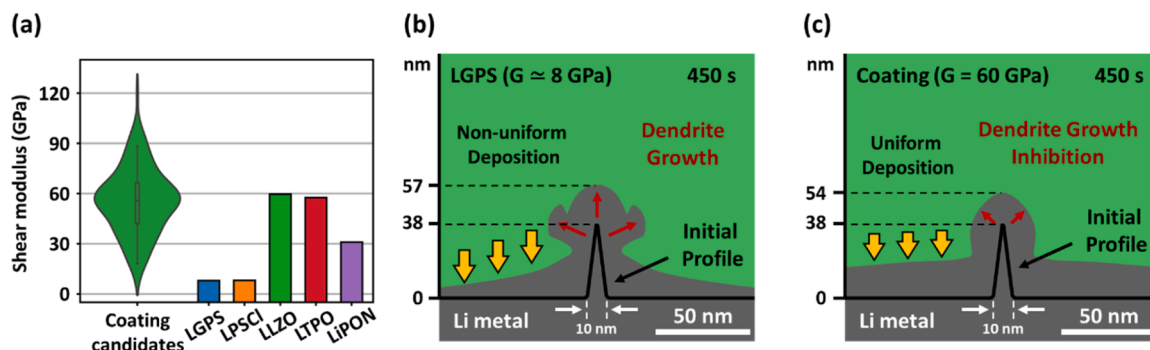 (a)
Shear modulus (GPa)
120
90
60
30
0
Coating
candidates
LGPS
LPSCl
LLZO
LTPO
LiPON
(b)
nm
LGPS (G ≃ 8 GPa)
450 s
Non-uniform
Deposition
Dendrite
Growth
57
38
0
Initial
Profile
Li metal
10 nm
50 nm
(c)
nm
Coating (G = 60 GPa)
450 s
Uniform
Deposition
Dendrite Growth
Inhibition
54
38
0
Initial
Profile
Li metal
10 nm
50 nm